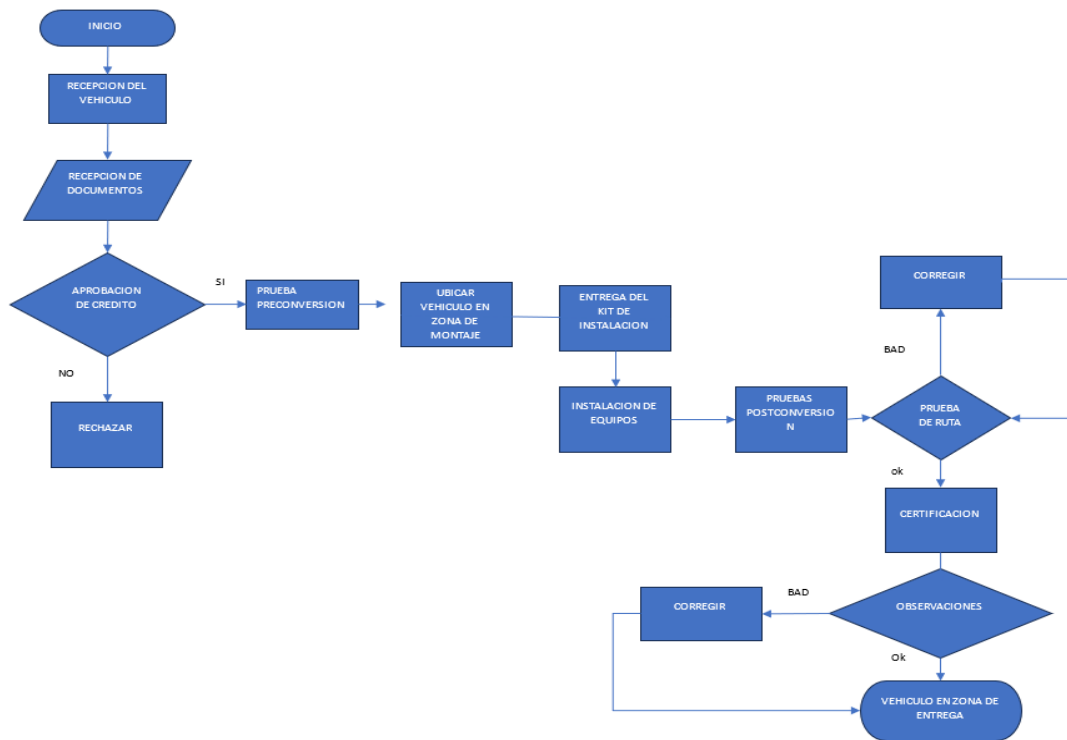 INICIO
RECEPCION DEL
VEHICULO
RECEPCION DE
DOCUMENTOS
APROBACION
DE CREDITO
SI
NO
RECHAZAR
PRUEBA
PRECONVERSION
UBICAR
VEHICULO EN
ZONA DE
MONTAJE
ENTREGA DEL
KIT DE
INSTALACION
INSTALACION DE
EQUIPOS
PRUEBAS
POSTCONVERSIO
N
PRUEBA
DE RUTA
BAD
CORREGIR
ok
CERTIFICACION
OBSERVACIONES
BAD
CORREGIR
Ok
VEHICULO EN ZONA DE
ENTREGA